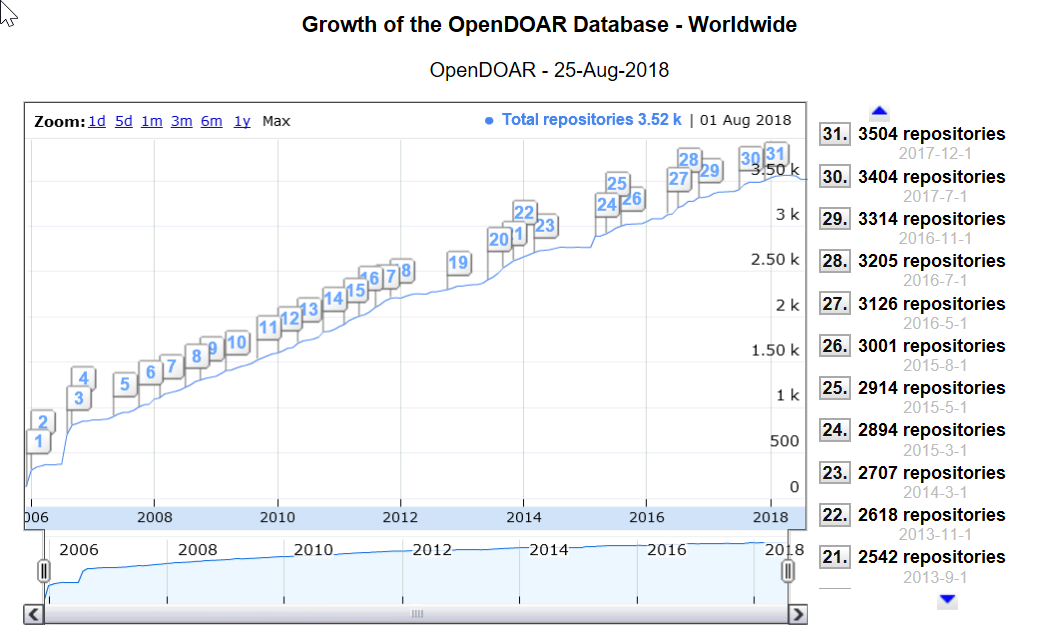 Growth of the OpenDOAR Database - Worldwide
OpenDOAR - 25-Aug-2018
Zoom: 1d 5d 1m 3m 6m 1y Max
Total repositories 3.52 k | 01 Aug 2018
3.50 k
3 k
2.50 k
2 k
1.50 k
1 k
500
0
1
2
3
4
5
6
7
8
9
10
11
12
13
14
15
16
7
8
19
20
1
22
23
24
25
26
27
28
29
30
31
006 2008 2010 2012 2014 2016 2018
2006 2008 2010 2012 2014 2016 2018
31. 3504 repositories
2017-12-1
30. 3404 repositories
2017-7-1
29. 3314 repositories
2016-11-1
28. 3205 repositories
2016-7-1
27. 3126 repositories
2016-5-1
26. 3001 repositories
2015-8-1
25. 2914 repositories
2015-5-1
24. 2894 repositories
2015-3-1
23. 2707 repositories
2014-3-1
22. 2618 repositories
2013-11-1
21. 2542 repositories
2013-9-1